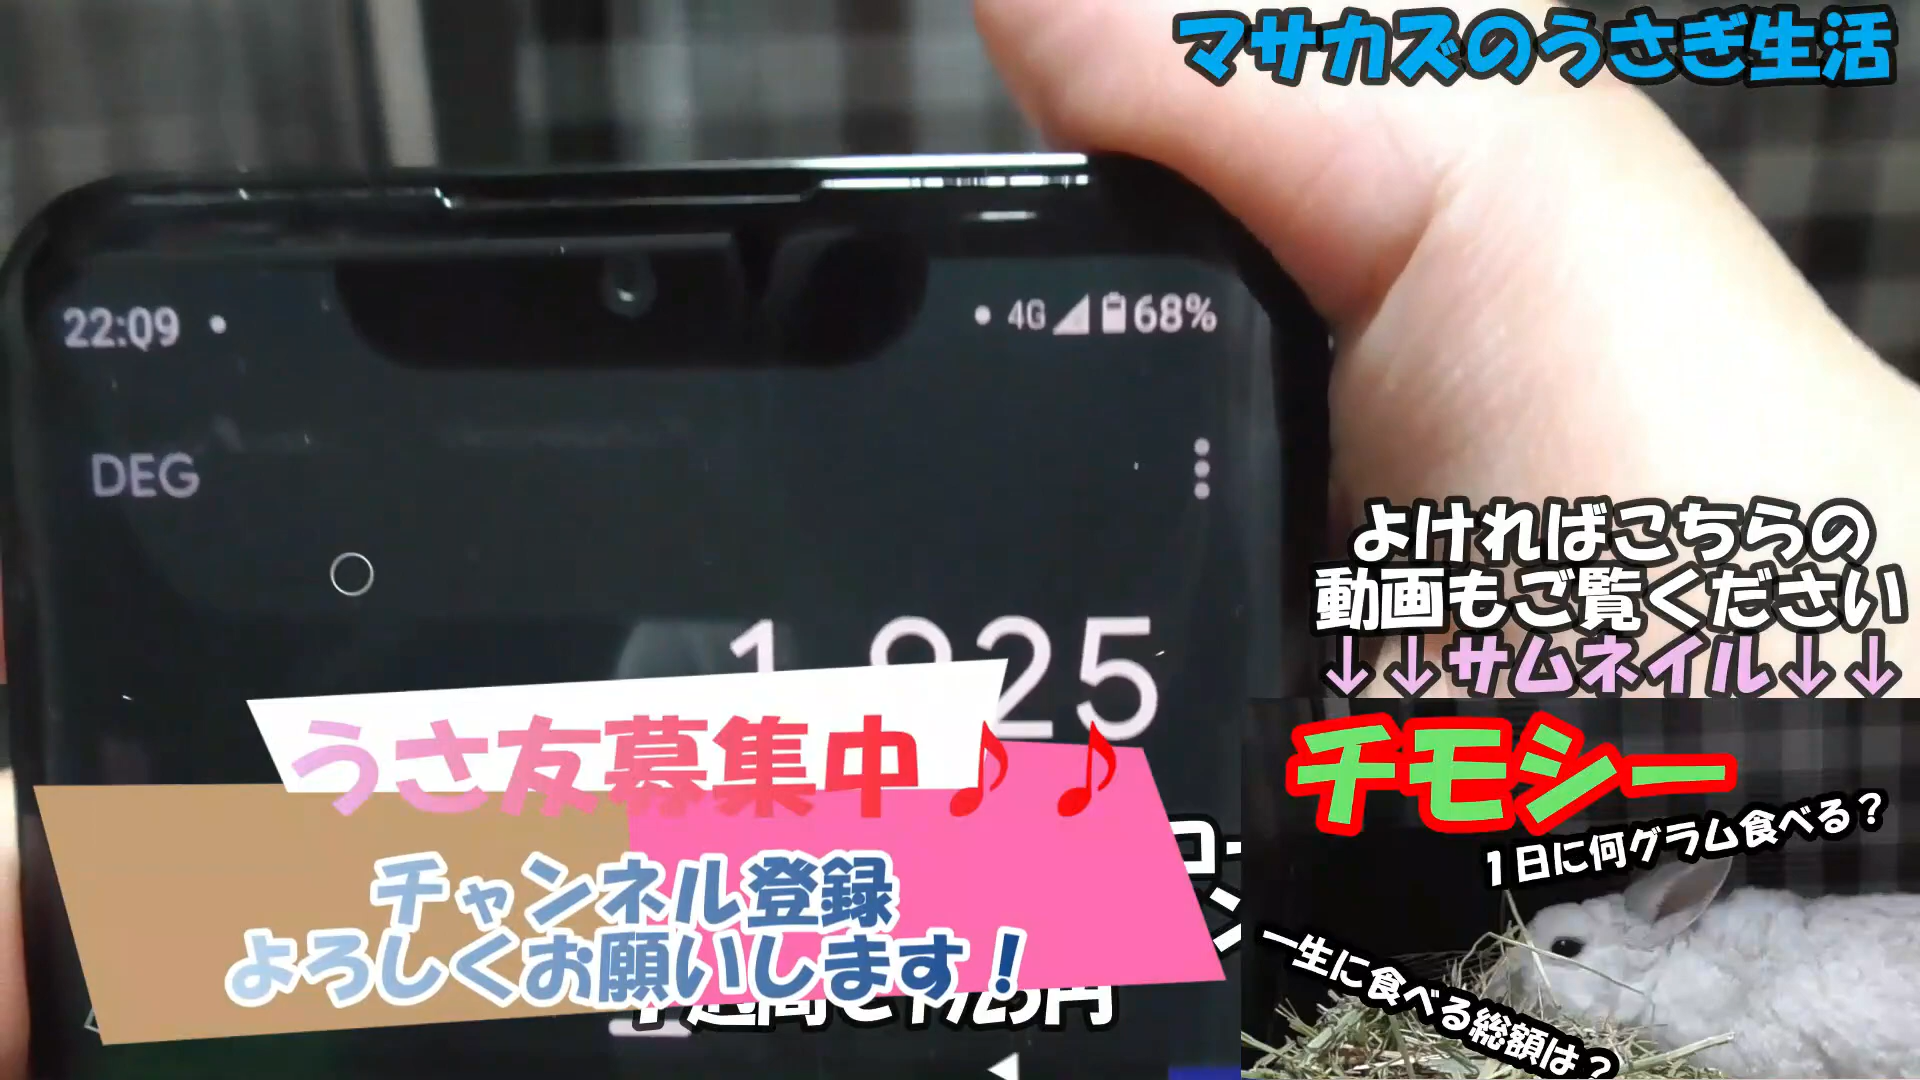 マサカズのうさぎ生活
22:09
4G 68%
DEG
よければこちらの
動画もご覧ください
↓↓サムネイル↓↓
うさ友募集中♪♪
チャンネル登録
よろしくお願いします!
チモシー
1日に何グラム食べる?
一生に食べる総額は?